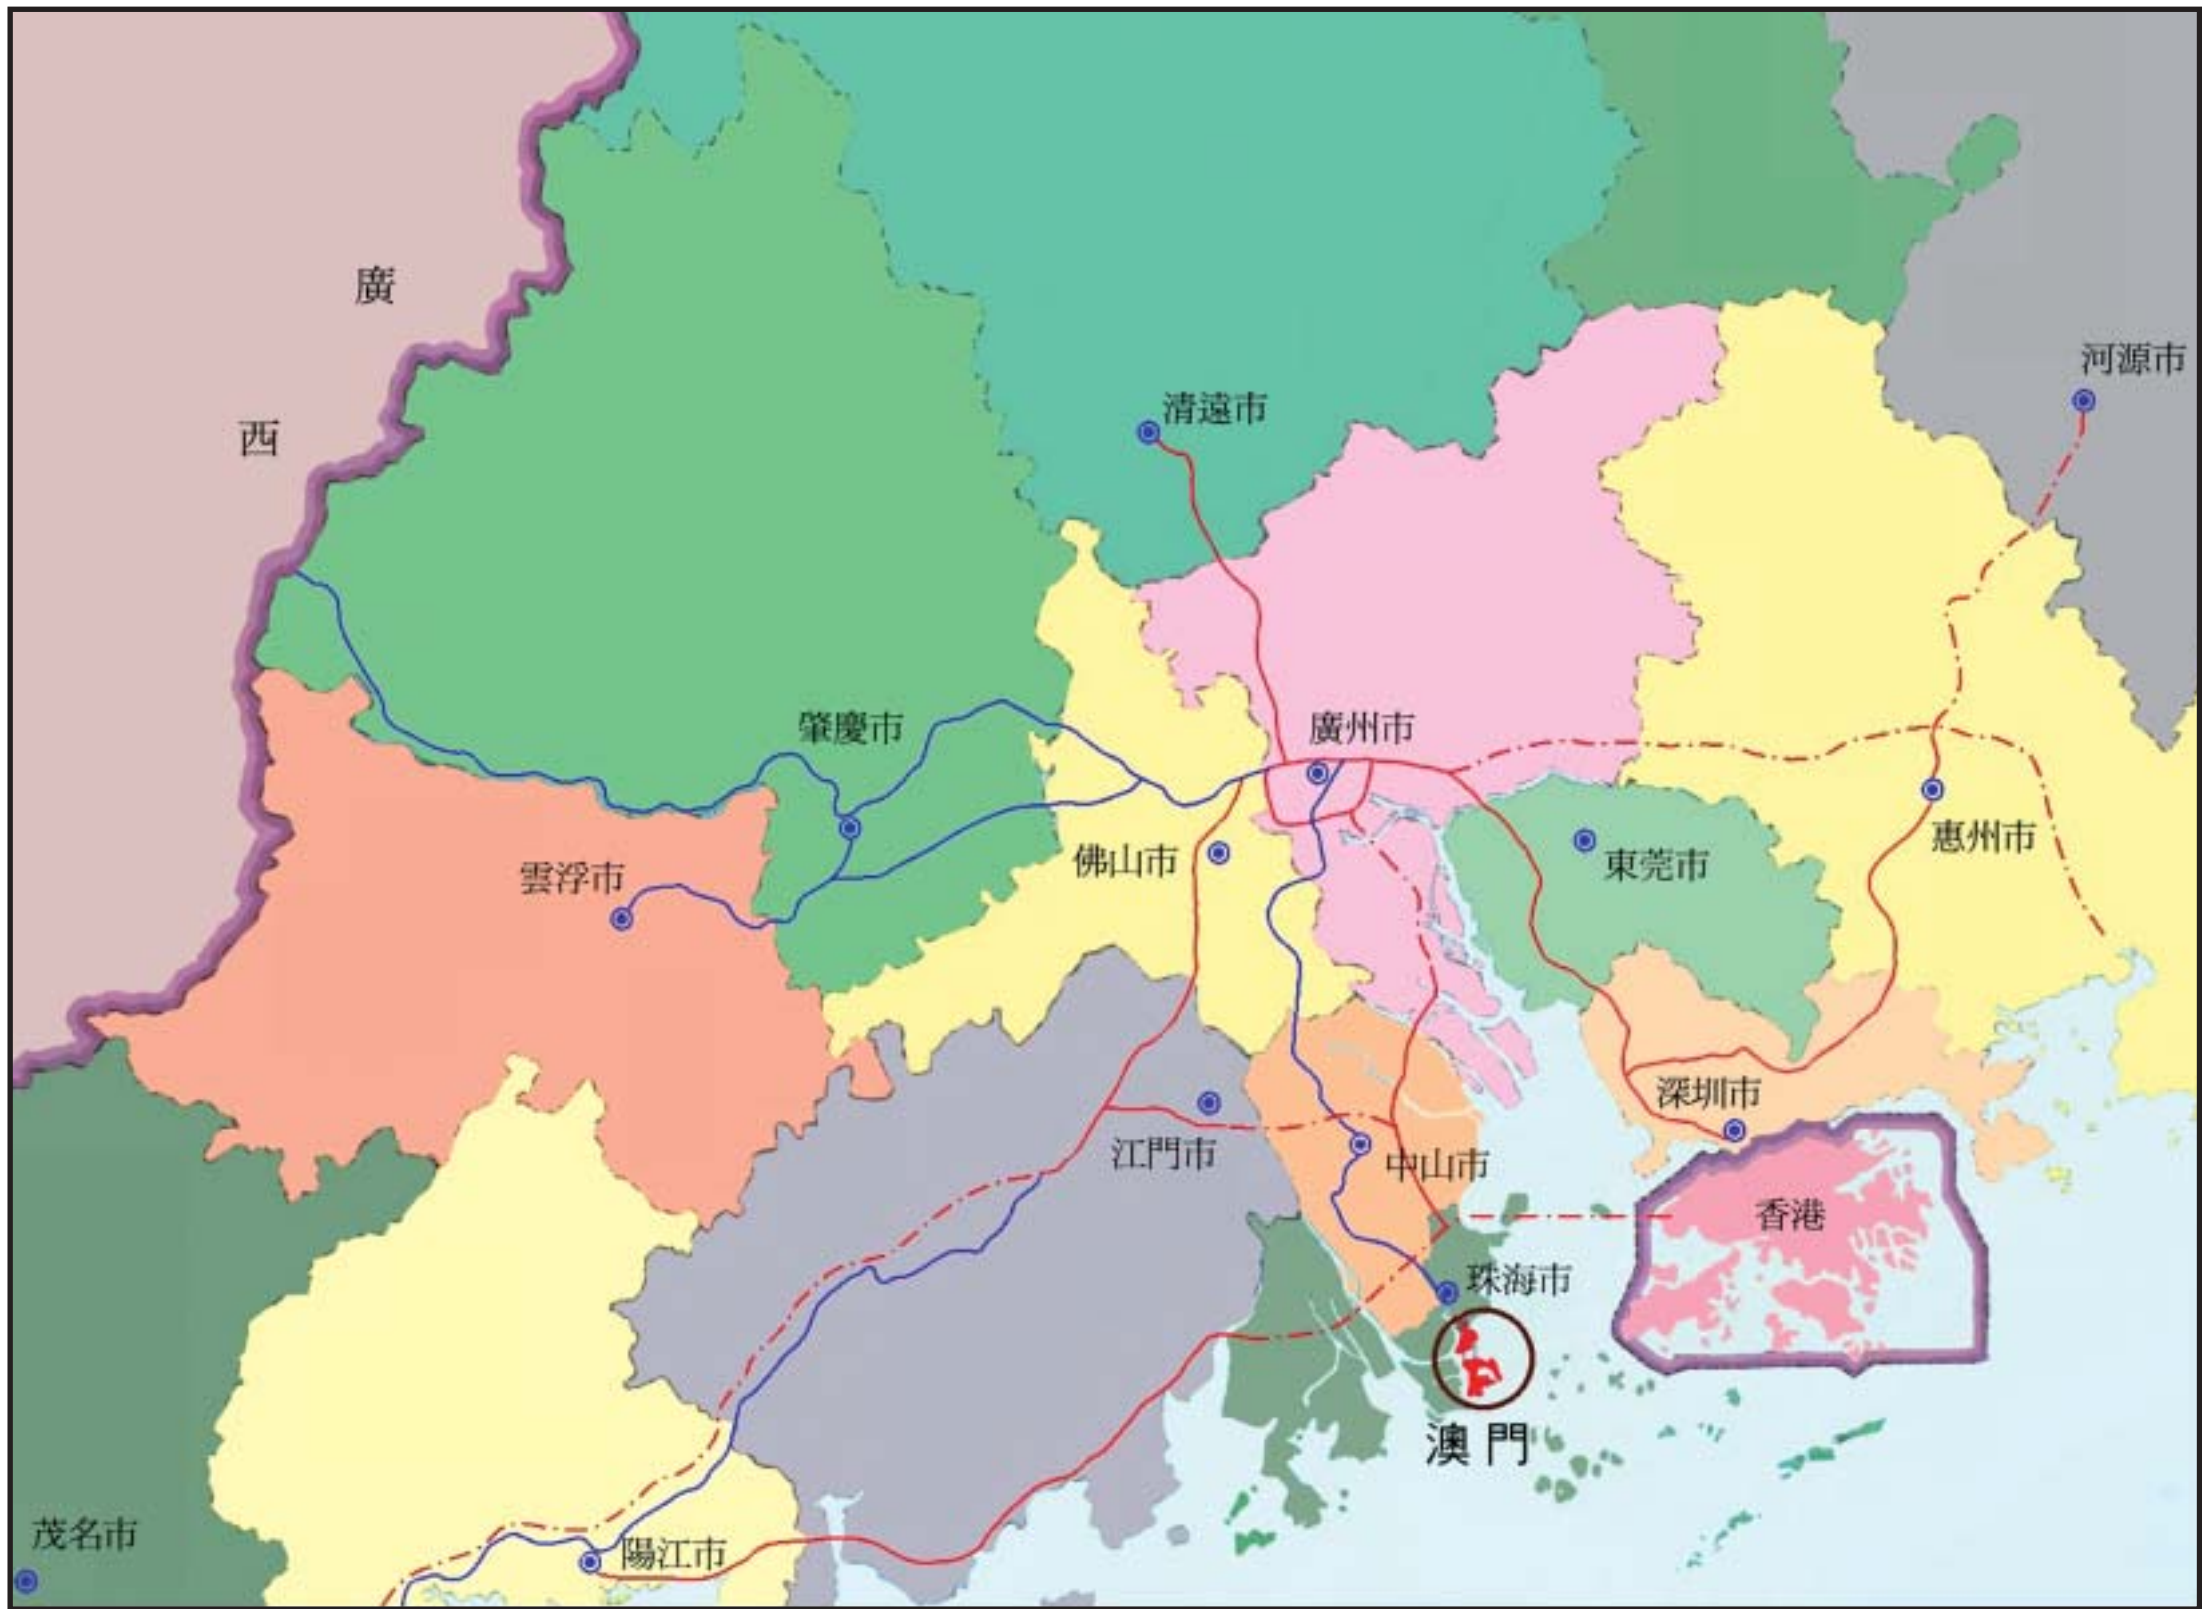 廣
西
河源市
清遠市
肇慶市
廣州市
惠州市
佛山市
東莞市
雲浮市
深圳市
江門市
中山市
香港
珠海市
澳門
茂名市
陽江市